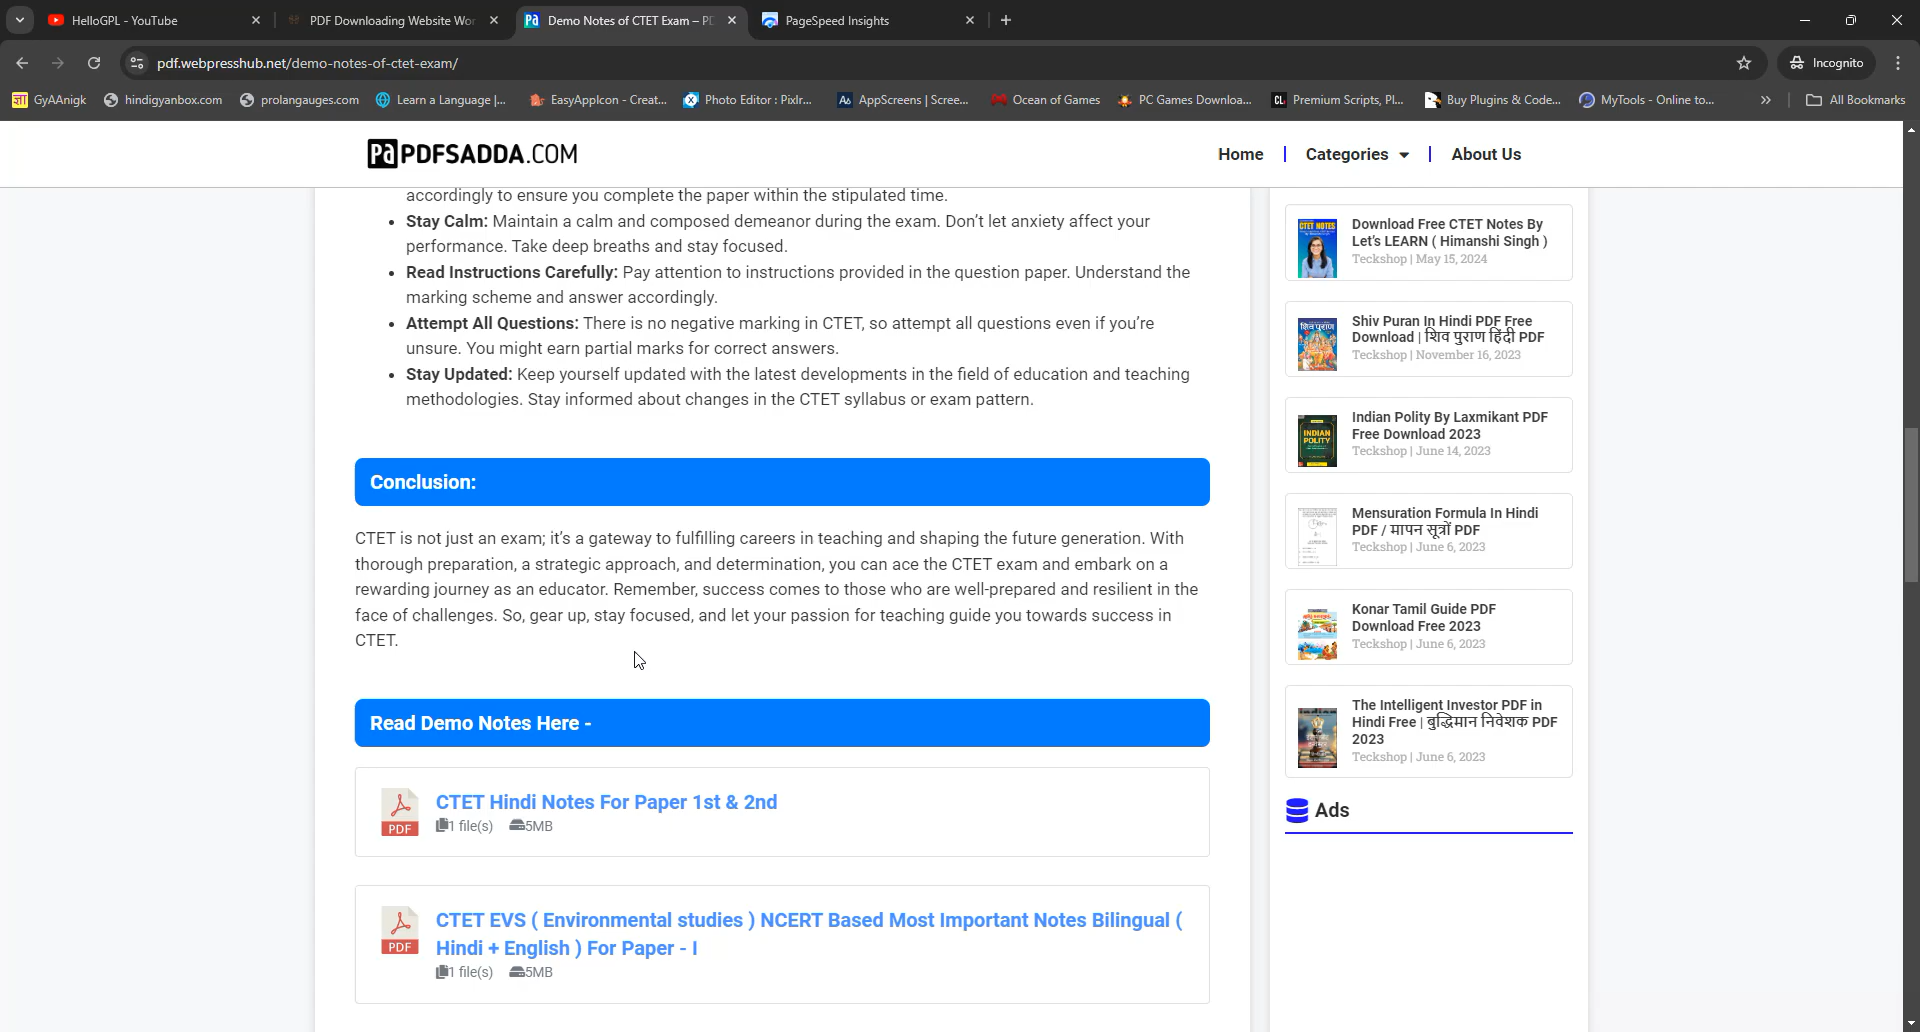 HelloGPL - YouTube
PDF Downloading Website Wor
Demo Notes of CTET Exam – PD
PageSpeed Insights
pdf.webpresshub.net/demo-notes-of-ctet-exam/
Incognito
GyAAnigk
hindigyanbox.com
prolangauges.com
Learn a Language |...
EasyAppIcon - Creat...
Photo Editor : Pixlr...
AppScreens | Scree...
Ocean of Games
PC Games Downloa...
Premium Scripts, Pl...
Buy Plugins & Code...
MyTools - Online to...
All Bookmarks
Pa PDFSADDA.COM
Home
Categories
About Us
accordingly to ensure you complete the paper within the stipulated time.
• Stay Calm: Maintain a calm and composed demeanor during the exam. Don’t let anxiety affect your
performance. Take deep breaths and stay focused.
• Read Instructions Carefully: Pay attention to instructions provided in the question paper. Understand the
marking scheme and answer accordingly.
• Attempt All Questions: There is no negative marking in CTET, so attempt all questions even if you’re
unsure. You might earn partial marks for correct answers.
• Stay Updated: Keep yourself updated with the latest developments in the field of education and teaching
methodologies. Stay informed about changes in the CTET syllabus or exam pattern.
Conclusion:
CTET is not just an exam; it’s a gateway to fulfilling careers in teaching and shaping the future generation. With
thorough preparation, a strategic approach, and determination, you can ace the CTET exam and embark on a
rewarding journey as an educator. Remember, success comes to those who are well-prepared and resilient in the
face of challenges. So, gear up, stay focused, and let your passion for teaching guide you towards success in
CTET.
Read Demo Notes Here -
PDF
CTET Hindi Notes For Paper 1st & 2nd
1 file(s) 5MB
PDF
CTET EVS ( Environmental studies ) NCERT Based Most Important Notes Bilingual (
Hindi + English ) For Paper - I
1 file(s) 5MB
CTET NOTES
Download Free CTET Notes By
Let’s LEARN ( Himanshi Singh )
Teckshop | May 15, 2024
शिव पुराण
Shiv Puran In Hindi PDF Free
Download | शिव पुराण हिंदी PDF
Teckshop | November 16, 2023
INDIAN
POLITY
Indian Polity By Laxmikant PDF
Free Download 2023
Teckshop | June 14, 2023
Mensuration Formula In Hindi
PDF / मापन सूत्रों PDF
Teckshop | June 6, 2023
Konar Tamil Guide PDF
Download Free 2023
Teckshop | June 6, 2023
The Intelligent Investor PDF in
Hindi Free | बुद्धिमान निवेशक PDF
2023
Teckshop | June 6, 2023
Ads